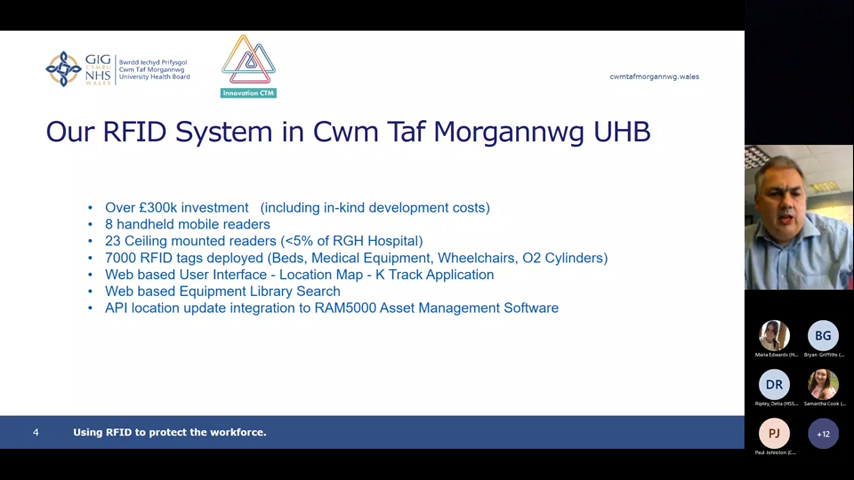 GIG
CYMRU
NHS
WALES
Bwrdd Iechyd Prifysgol
Cwm Taf Morgannwg
University Health Board
Innovation CTM
cwmtafmorgannwg.wales
Our RFID System in Cwm Taf Morgannwg UHB
• Over £300k investment (including in-kind development costs)
• 8 handheld mobile readers
• 23 Ceiling mounted readers (<5% of RGH Hospital)
• 7000 RFID tags deployed (Beds, Medical Equipment, Wheelchairs, O2 Cylinders)
• Web based User Interface - Location Map - K Track Application
• Web based Equipment Library Search
• API location update integration to RAM5000 Asset Management Software
4 Using RFID to protect the workforce.
BG
Maria Edwards (H...
Bryan Griffiths (...
DR
Ripley, Delia (HSS...
Samantha Cook (...
PJ
+12
Paul Johnston (C...